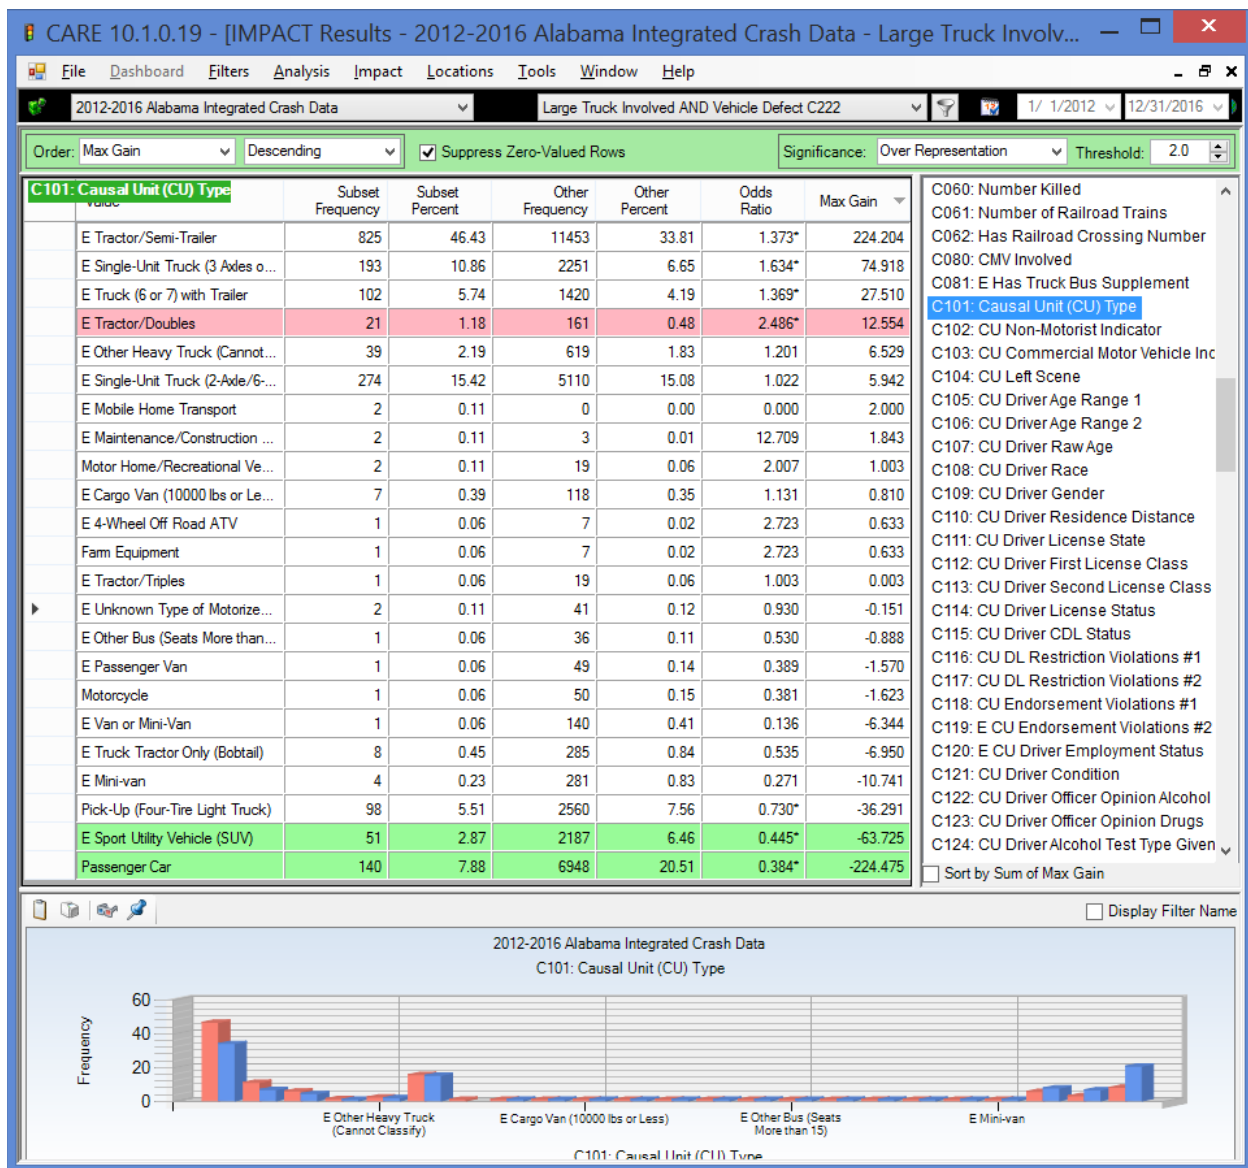 CARE 10.1.0.19 - [IMPACT Results - 2012-2016 Alabama Integrated Crash Data - Large Truck Involv...
File Dashboard Filters Analysis Impact Locations Tools Window Help
2012-2016 Alabama Integrated Crash Data Large Truck Involved AND Vehicle Defect C222 1/ 1/2012 12/31/2016
Order: Max Gain Descending Suppress Zero-Valued Rows Significance: Over Representation Threshold: 2.0
C101: Causal Unit (CU) Type
Subset Frequency Subset Percent Other Frequency Other Percent Odds Ratio Max Gain
E Tractor/Semi-Trailer 825 46.43 11453 33.81 1.373* 224.204
E Single-Unit Truck (3 Axles o... 193 10.86 2251 6.65 1.634* 74.918
E Truck (6 or 7) with Trailer 102 5.74 1420 4.19 1.369* 27.510
E Tractor/Doubles 21 1.18 161 0.48 2.486* 12.554
E Other Heavy Truck (Cannot... 39 2.19 619 1.83 1.201 6.529
E Single-Unit Truck (2-Axle/6-... 274 15.42 5110 15.08 1.022 5.942
E Mobile Home Transport 2 0.11 0 0.00 0.000 2.000
E Maintenance/Construction ... 2 0.11 3 0.01 12.709 1.843
Motor Home/Recreational Ve... 2 0.11 19 0.06 2.007 1.003
E Cargo Van (10000 lbs or Le... 7 0.39 118 0.35 1.131 0.810
E 4-Wheel Off Road ATV 1 0.06 7 0.02 2.723 0.633
Farm Equipment 1 0.06 7 0.02 2.723 0.633
E Tractor/Triples 1 0.06 19 0.06 1.003 0.003
E Unknown Type of Motorize... 2 0.11 41 0.12 0.930 -0.151
E Other Bus (Seats More than... 1 0.06 36 0.11 0.530 -0.888
E Passenger Van 1 0.06 49 0.14 0.389 -1.570
Motorcycle 1 0.06 50 0.15 0.381 -1.623
E Van or Mini-Van 1 0.06 140 0.41 0.136 -6.344
E Truck Tractor Only (Bobtail) 8 0.45 285 0.84 0.535 -6.950
E Mini-van 4 0.23 281 0.83 0.271 -10.741
Pick-Up (Four-Tire Light Truck) 98 5.51 2560 7.56 0.730* -36.291
E Sport Utility Vehicle (SUV) 51 2.87 2187 6.46 0.445* -63.725
Passenger Car 140 7.88 6948 20.51 0.384* -224.475
C060: Number Killed
C061: Number of Railroad Trains
C062: Has Railroad Crossing Number
C080: CMV Involved
C081: E Has Truck Bus Supplement
C101: Causal Unit (CU) Type
C102: CU Non-Motorist Indicator
C103: CU Commercial Motor Vehicle Inc
C104: CU Left Scene
C105: CU Driver Age Range 1
C106: CU Driver Age Range 2
C107: CU Driver Raw Age
C108: CU Driver Race
C109: CU Driver Gender
C110: CU Driver Residence Distance
C111: CU Driver License State
C112: CU Driver First License Class
C113: CU Driver Second License Class
C114: CU Driver License Status
C115: CU Driver CDL Status
C116: CU DL Restriction Violations #1
C117: CU DL Restriction Violations #2
C118: CU Endorsement Violations #1
C119: E CU Endorsement Violations #2
C120: E CU Driver Employment Status
C121: CU Driver Condition
C122: CU Driver Officer Opinion Alcohol
C123: CU Driver Officer Opinion Drugs
C124: CU Driver Alcohol Test Type Given
Sort by Sum of Max Gain
Display Filter Name
2012-2016 Alabama Integrated Crash Data
C101: Causal Unit (CU) Type
Frequency
60
40
20
0
E Other Heavy Truck (Cannot Classify)
E Cargo Van (10000 lbs or Less)
E Other Bus (Seats More than 15)
E Mini-van
C101: Causal Unit (CU) Type